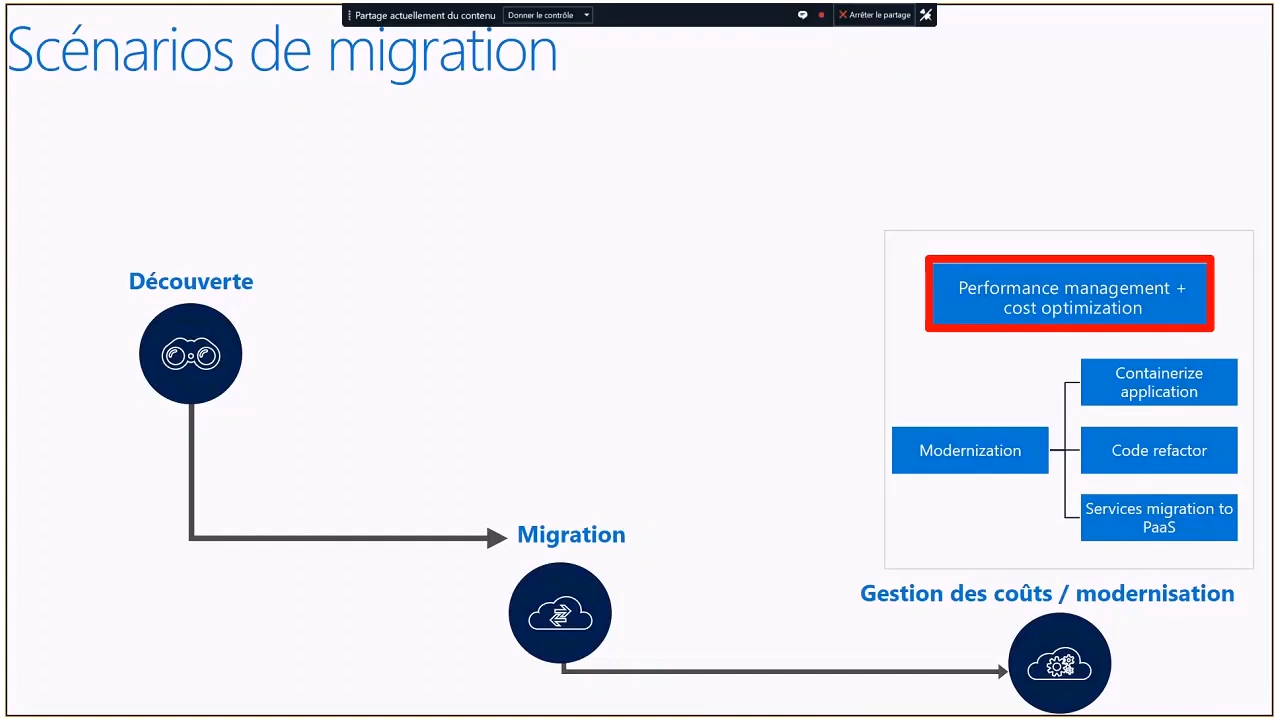 Partage actuellement du contenu
Donner le contrôle
Arrêter le partage
Scénarios de migration
Découverte
Performance management +
cost optimization
Containerize
application
Modernization
Code refactor
Services migration to
PaaS
Migration
Gestion des coûts / modernisation